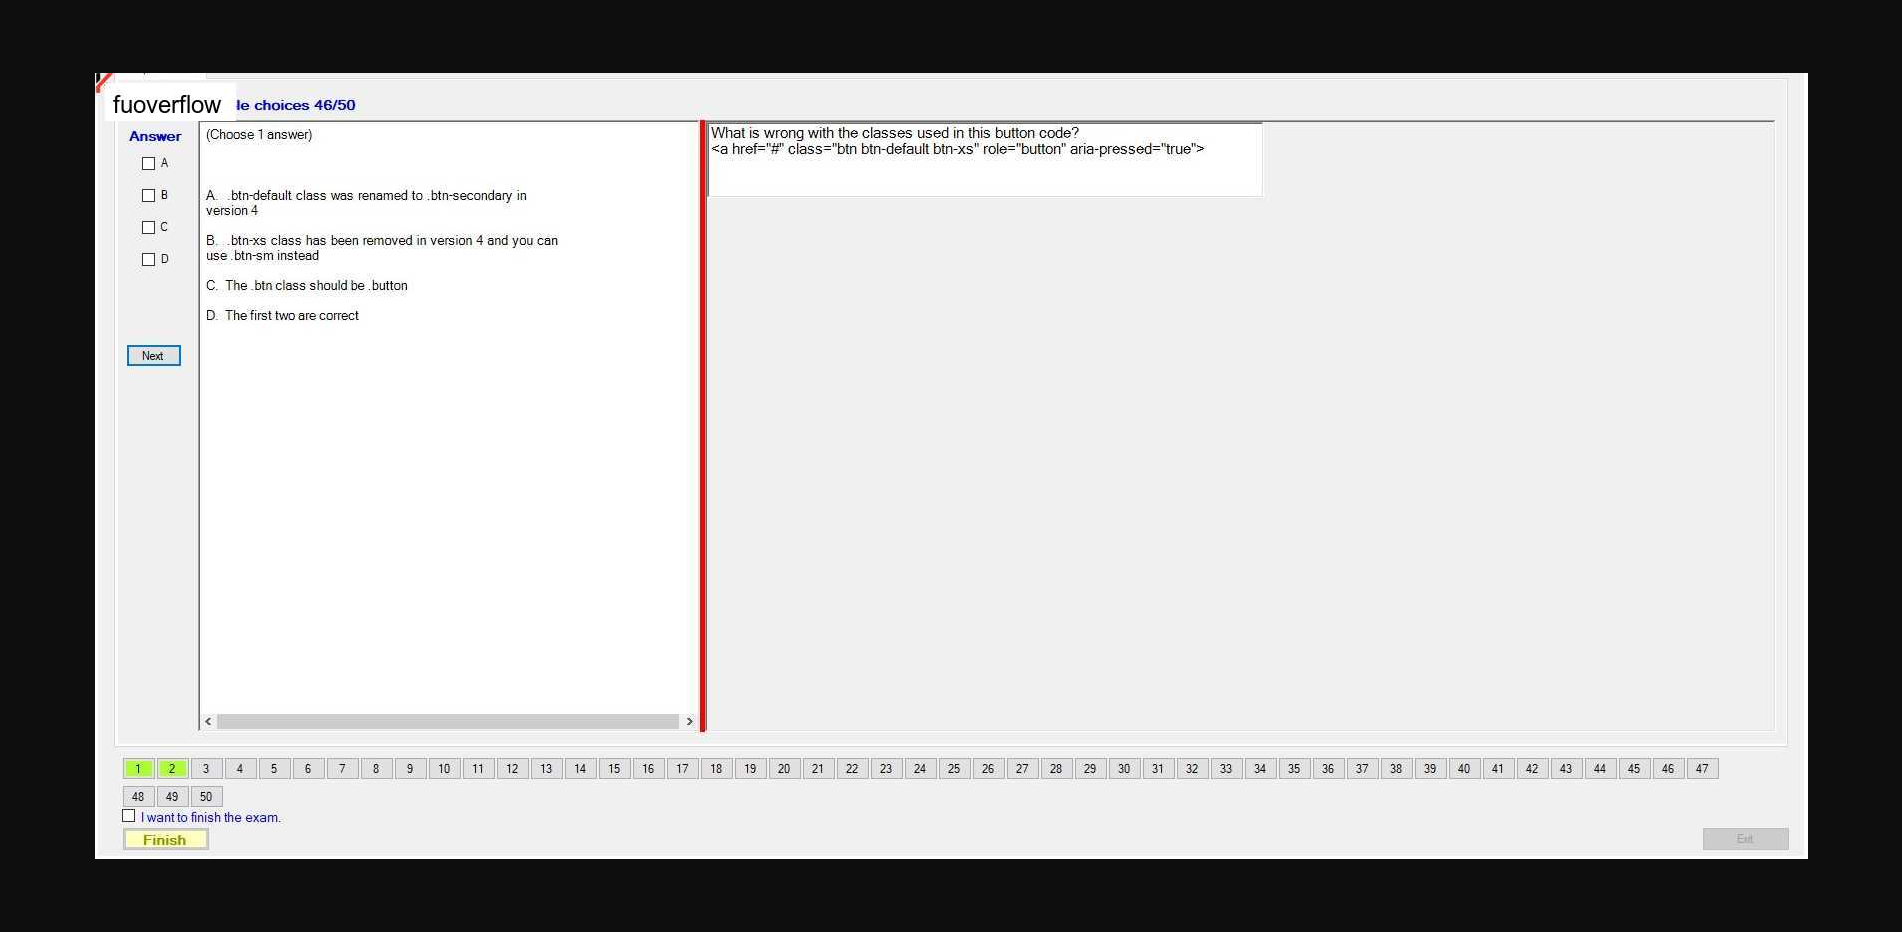 fuoverflow
le choices 46/50
Answer
A
B
C
D
Next
(Choose 1 answer)
A. .btn-default class was renamed to .btn-secondary in
version 4
B. .btn-xs class has been removed in version 4 and you can
use .btn-sm instead
C. The .btn class should be .button
D. The first two are correct
What is wrong with the classes used in this button code?
<a href="#" class="btn btn-default btn-xs" role="button" aria-pressed="true">
1 2 3 4 5 6 7 8 9 10 11 12 13 14 15 16 17 18 19 20 21 22 23 24 25 26 27 28 29 30 31 32 33 34 35 36 37 38 39 40 41 42 43 44 45 46 47
48 49 50
I want to finish the exam.
Finish
Exit